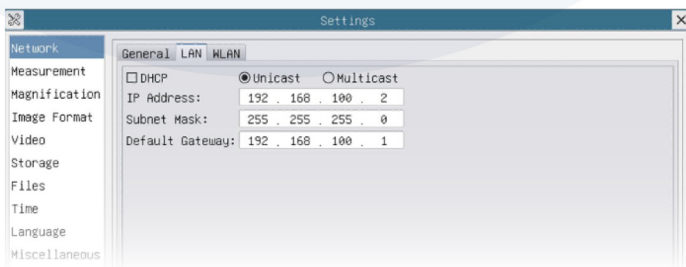 Settings
Network
Measurement
Magnification
Image Format
Video
Storage
Files
Time
Language
Miscellaneous
General LAN WLAN
DHCP Unicast Multicast
IP Address: 192 . 168 . 100 . 2
Subnet Mask: 255 . 255 . 255 . 0
Default Gateway: 192 . 168 . 100 . 1